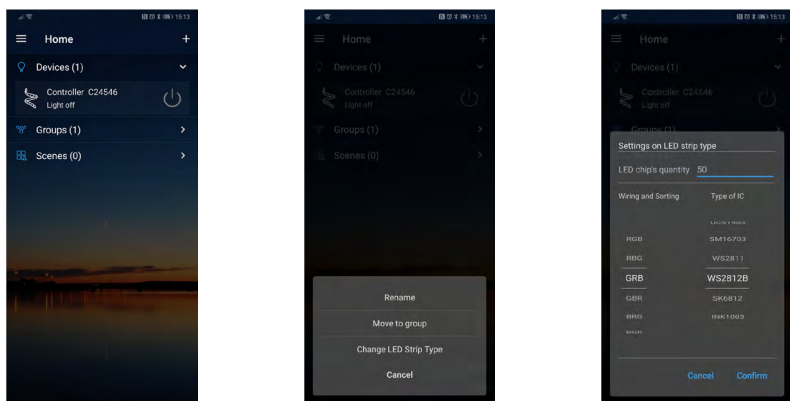 15:13
Home
Devices (1)
Controller C24546
Light off
Groups (1)
Scenes (0)
15:13
Home
Devices (1)
Controller C24546
Light off
Groups (1)
Scenes (0)
Rename
Move to group
Change LED Strip Type
Cancel
15:13
Home
Devices (1)
Controller C24546
Light off
Groups (1)
Settings on LED strip type
LED chip's quantity 50
Wiring and Sorting Type of IC
RGB SM16703
RBG WS2811
GRB WS2812B
GBR SK6812
BRG INK1003
Cancel Confirm